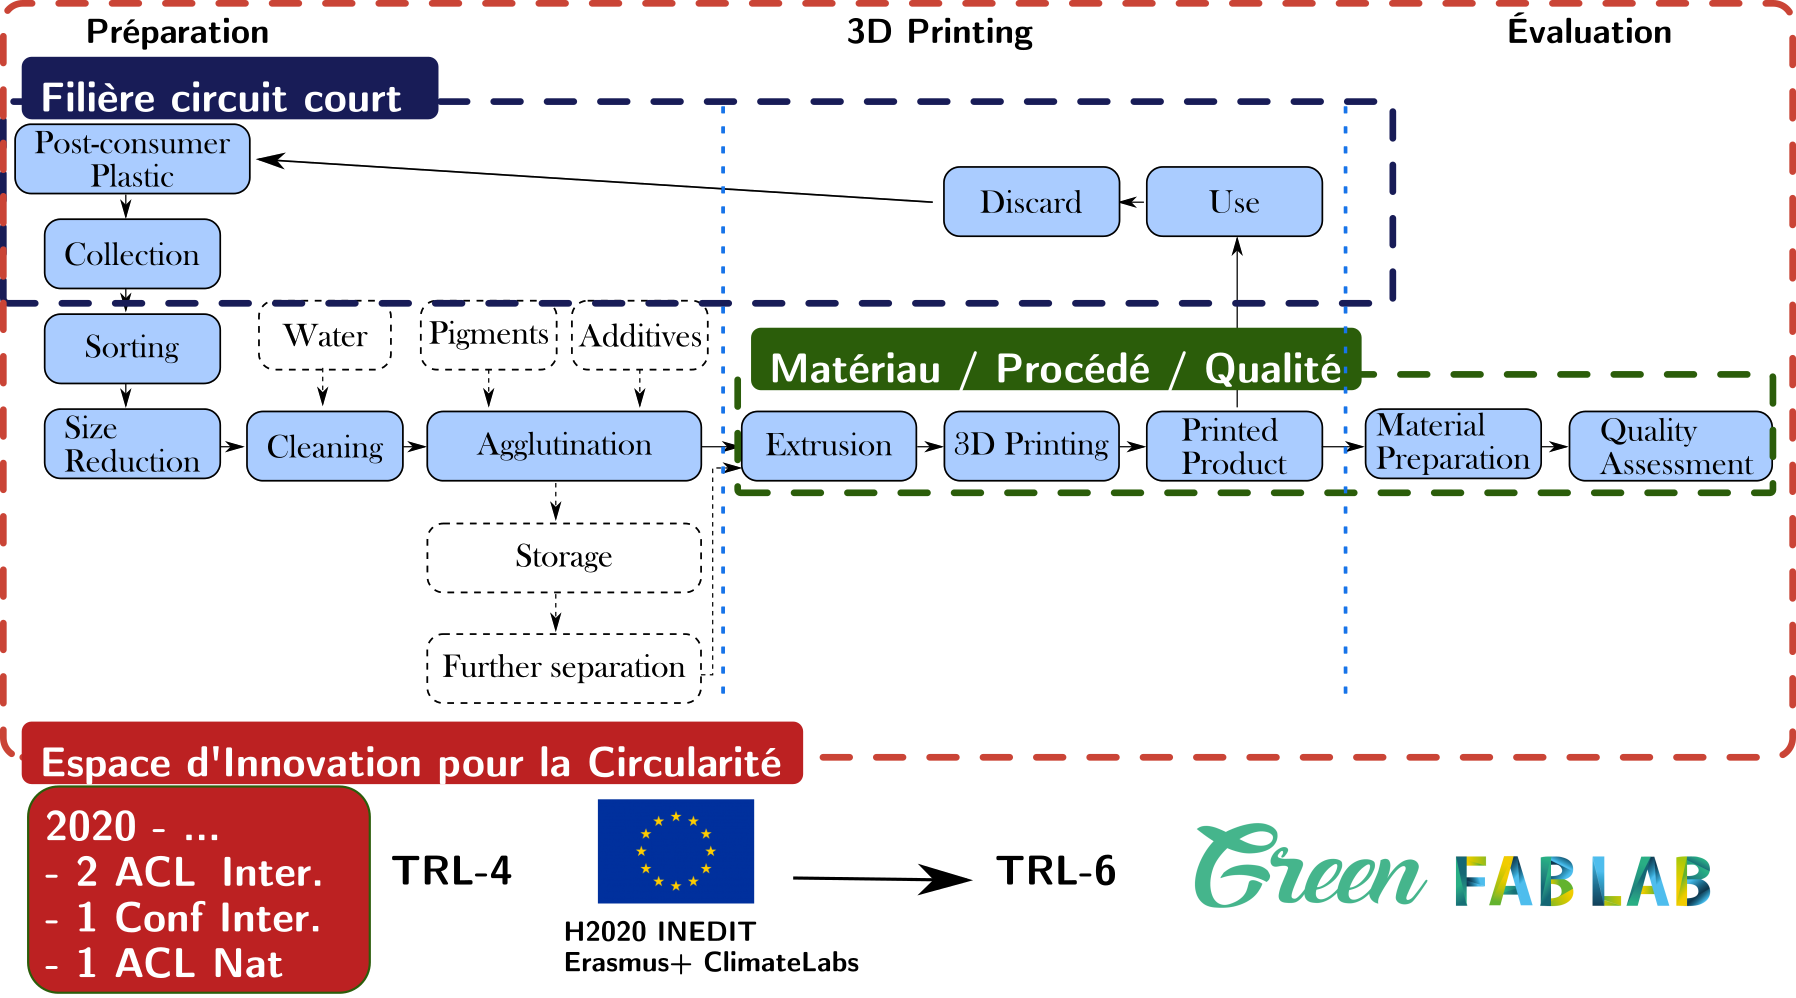 Préparation
3D Printing
Évaluation
Filière circuit court
Post-consumer
Plastic
Discard
Use
Collection
Sorting
Water
Pigments
Additives
Matériau / Procédé / Qualité
Size
Reduction
Cleaning
Agglutination
Extrusion
3D Printing
Printed
Product
Material
Preparation
Quality
Assessment
Storage
Further separation
Espace d'Innovation pour la Circularité
2020 - ...
- 2 ACL Inter.
- 1 Conf Inter.
- 1 ACL Nat
TRL-4
H2020 INEDIT
Erasmus+ ClimateLabs
TRL-6
Green FAB LAB